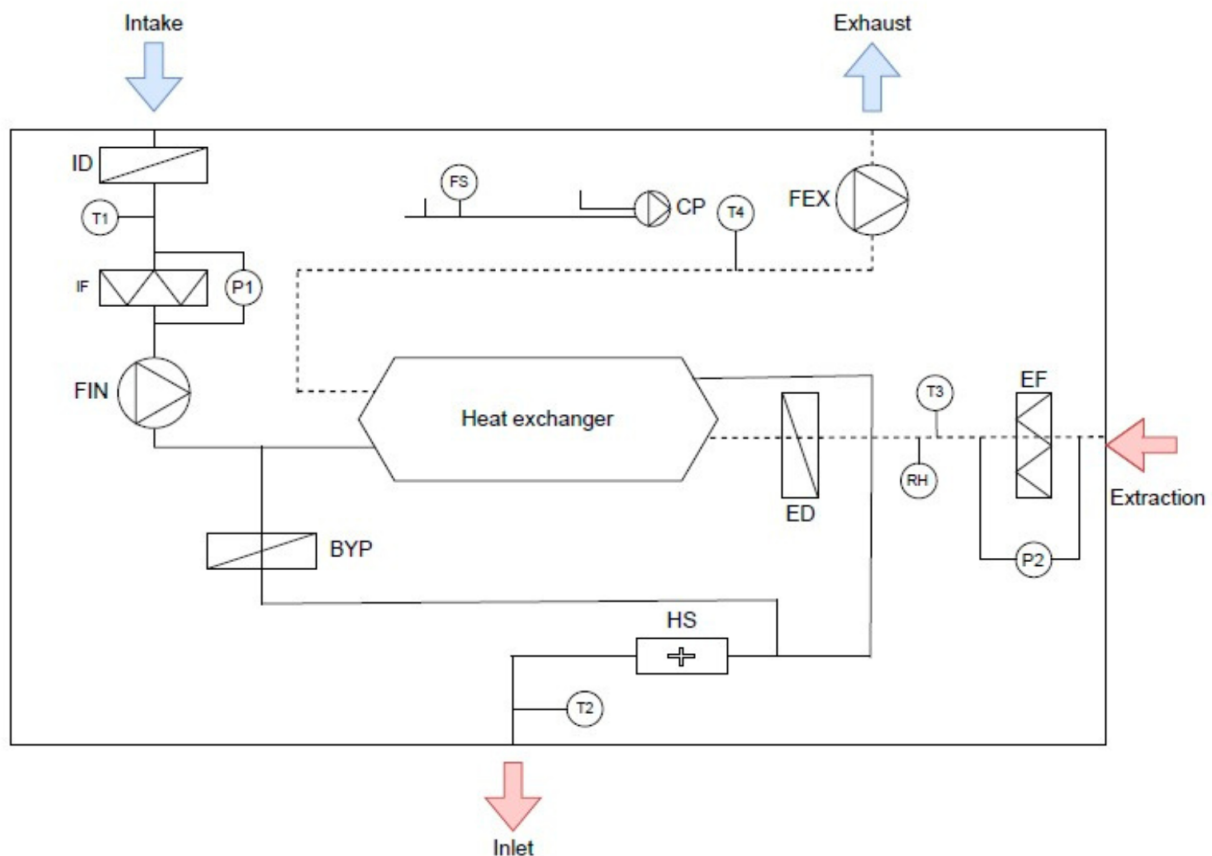 Intake
Exhaust
ID
FS
T1
CP
T4
FEX
IF
P1
FIN
Heat exchanger
T3
EF
RH
Extraction
ED
BYP
P2
HS
T2
Inlet